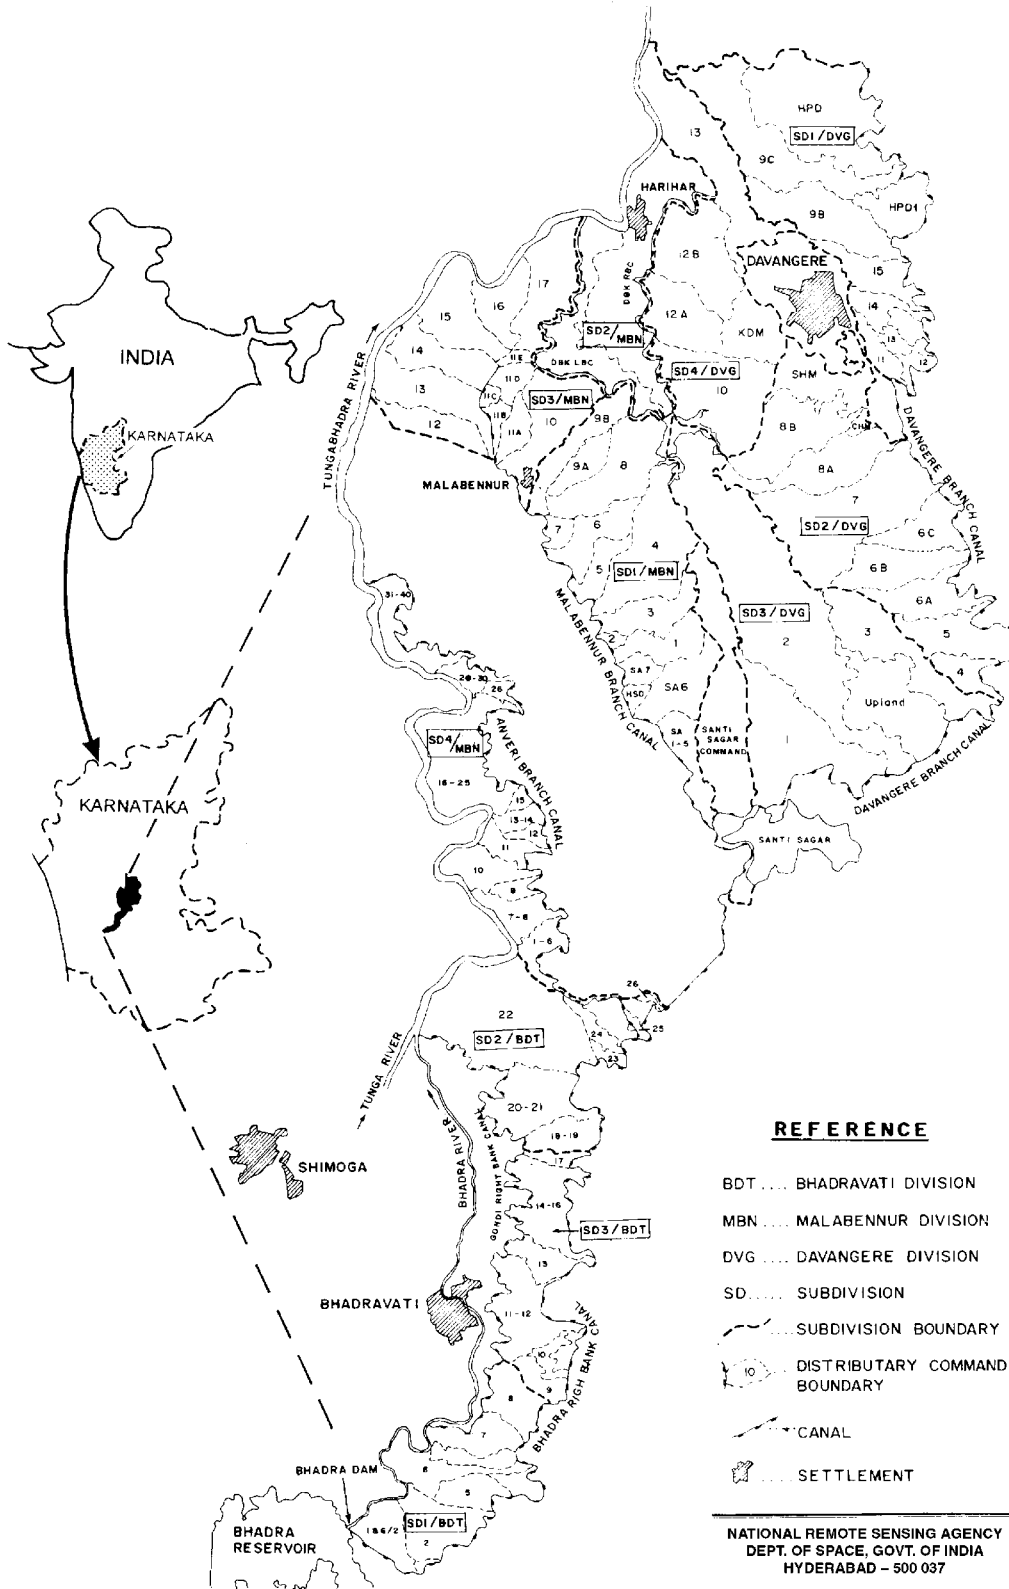 HPD
SD1/DVG
13
9C
HARIHAR
HPD1
9B
17
12B
DAVANGERE
15
16
DBK RBC
14
15
12A
KDM
13
INDIA
SD2/MBN
11
12
14
11E
DBK LBC
SD4/DVG
SHM
11D
10
13
11C
SD3/MBN
TUNGABHADRA RIVER
11B
10
9B
8B
12
11A
KARNATAKA
9A
8
8A
DAVANGERE BRANCH CANAL
MALABENNUR
7
7
6
SD2/DVG
6C
4
5
SD1/MBN
6B
31-40
MALABENNUR BRANCH CANAL
6A
3
SD3/DVG
2
1
2
3
5
SA7
4
28-30
26
HSD
SA6
Upland
SD4/MBN
ANVERI BRANCH CANAL
SA
1-5
SANTI
SAGAR
COMMAND
1
16-25
DAVANGERE BRANCH CANAL
KARNATAKA
15
13-14
12
11
SANTI SAGAR
10
9
7-8
1-6
26
22
25
SD2/BDT
24
23
TUNGA RIVER
20-21
GONDI RIGHT BANK CANAL
BHADRA RIVER
18-19
17
SHIMOGA
14-16
SD3/BDT
13
BHADRAVATI
11-12
BHADRA RIGH BANK CANAL
10
9
8
7
6
BHADRA DAM
5
1&6/2
SD1/BDT
2
BHADRA
RESERVOIR
REFERENCE
BDT .... BHADRAVATI DIVISION
MBN .... MALABENNUR DIVISION
DVG .... DAVANGERE DIVISION
SD ..... SUBDIVISION
.... SUBDIVISION BOUNDARY
10 ... DISTRIBUTARY COMMAND
BOUNDARY
.... CANAL
.... SETTLEMENT
NATIONAL REMOTE SENSING AGENCY
DEPT. OF SPACE, GOVT. OF INDIA
HYDERABAD – 500 037